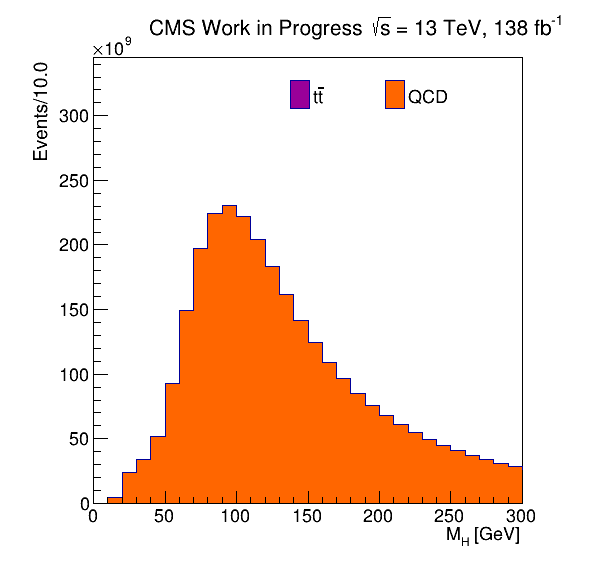 CMS Work in Progress √s = 13 TeV, 138 fb⁻¹
×10⁹
Events/10.0
tt̄
QCD
300
250
200
150
100
50
0
0 50 100 150 200 250 300
M_H [GeV]